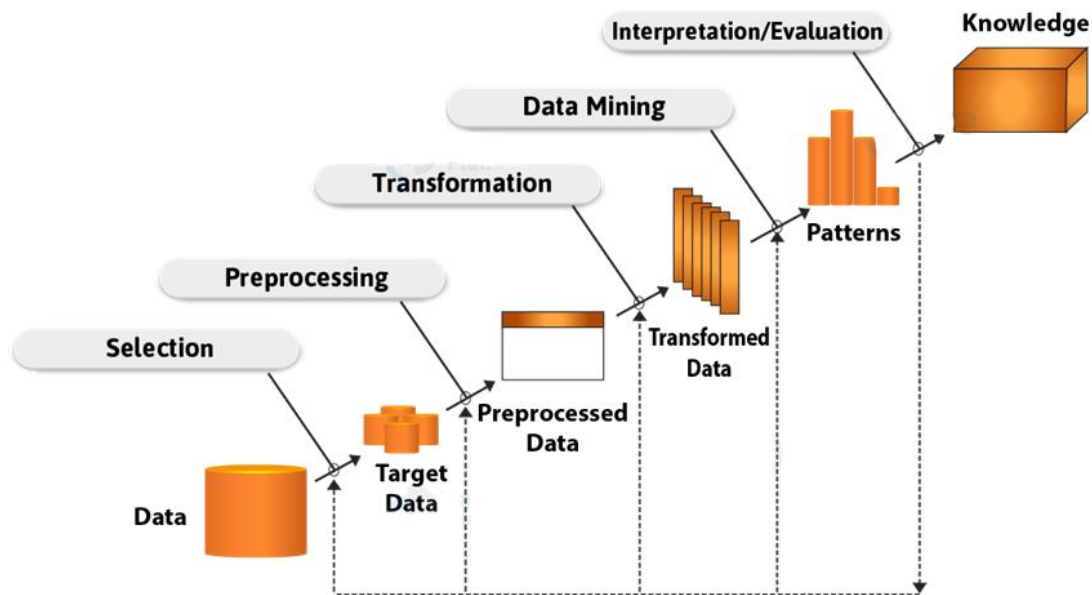 Knowledge
Interpretation/Evaluation
Data Mining
Patterns
Transformation
Transformed
Data
Preprocessing
Preprocessed
Data
Selection
Target
Data
Data